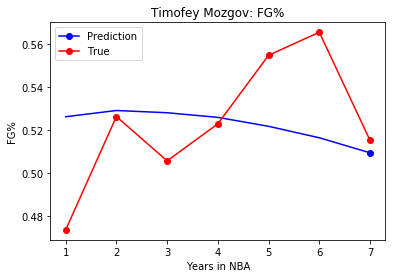 Timofey Mozgov: FG%
Prediction
True
0.56
0.54
0.52
0.50
0.48
FG%
1 2 3 4 5 6 7
Years in NBA